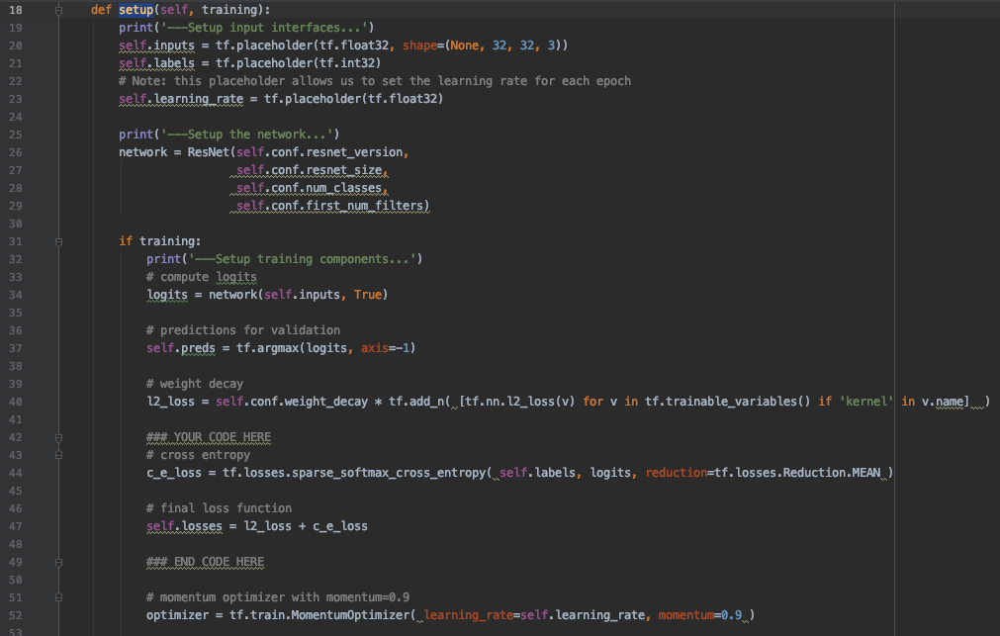 18 def setup(self, training):
19 print('———Setup input interfaces...')
20 self.inputs = tf.placeholder(tf.float32, shape=(None, 32, 32, 3))
21 self.labels = tf.placeholder(tf.int32)
22 # Note: this placeholder allows us to set the learning rate for each epoch
23 self.learning_rate = tf.placeholder(tf.float32)
24
25 print('———Setup the network...')
26 network = ResNet(self.conf.resnet_version,
27 self.conf.resnet_size,
28 self.conf.num_classes,
29 self.conf.first_num_filters)
30
31 if training:
32 print('———Setup training components...')
33 # compute logits
34 logits = network(self.inputs, True)
35
36 # predictions for validation
37 self.preds = tf.argmax(logits, axis=-1)
38
39 # weight decay
40 l2_loss = self.conf.weight_decay * tf.add_n( [tf.nn.l2_loss(v) for v in tf.trainable_variables() if 'kernel' in v.name] )
41
42 ### YOUR CODE HERE
43 # cross entropy
44 c_e_loss = tf.losses.sparse_softmax_cross_entropy( self.labels, logits, reduction=tf.losses.Reduction.MEAN )
45
46 # final loss function
47 self.losses = l2_loss + c_e_loss
48
49 ### END CODE HERE
50
51 # momentum optimizer with momentum=0.9
52 optimizer = tf.train.MomentumOptimizer( learning_rate=self.learning_rate, momentum=0.9 )
53